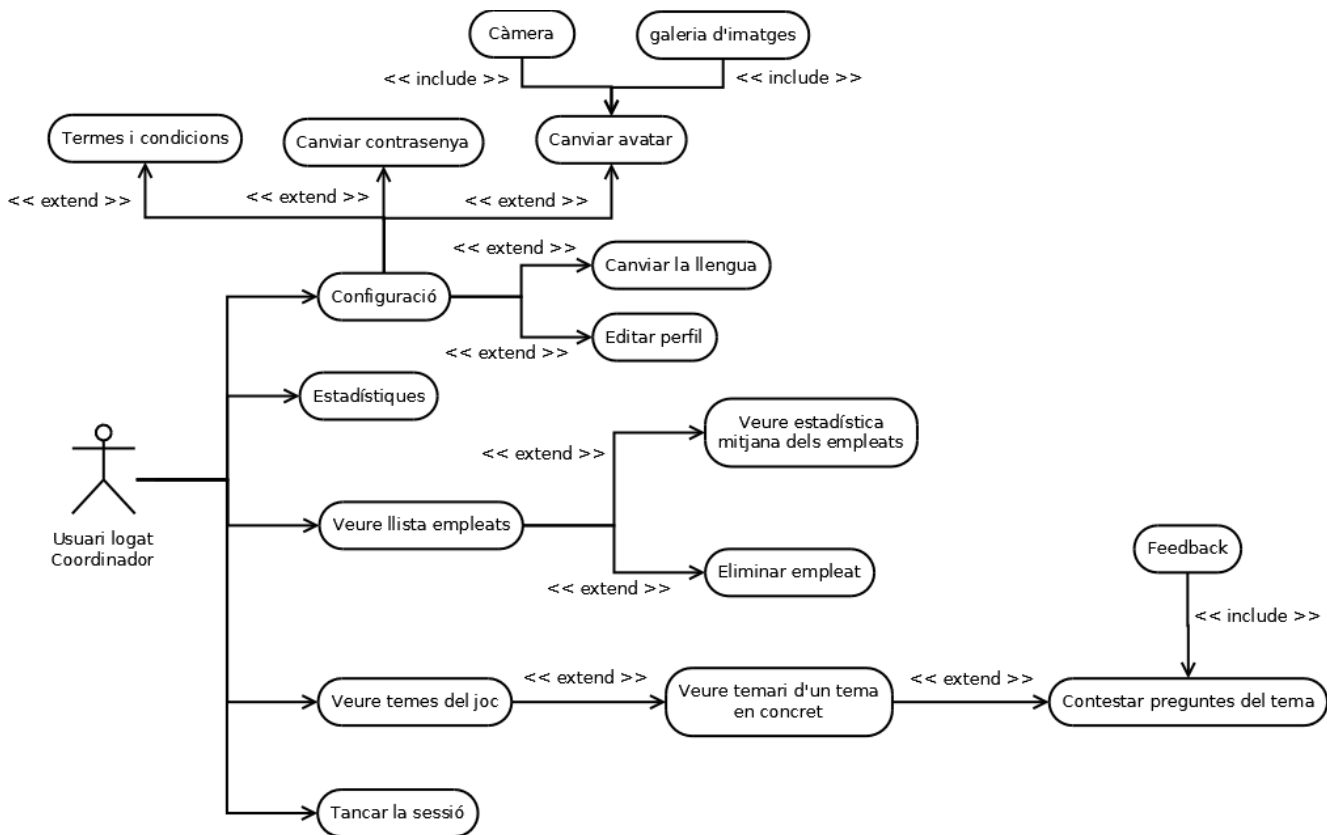 Càmera
galeria d'imatges
<< include >>
<< include >>
Termes i condicions
Canviar contrasenya
Canviar avatar
<< extend >>
<< extend >>
<< extend >>
<< extend >>
Canviar la llengua
Configuració
Editar perfil
<< extend >>
Estadístiques
Veure estadística
mitjana dels empleats
<< extend >>
Veure llista empleats
Usuari logat
Coordinador
Feedback
Eliminar empleat
<< extend >>
<< include >>
<< extend >>
<< extend >>
Veure temes del joc
Veure temari d'un tema
en concret
Contestar preguntes del tema
Tancar la sessió